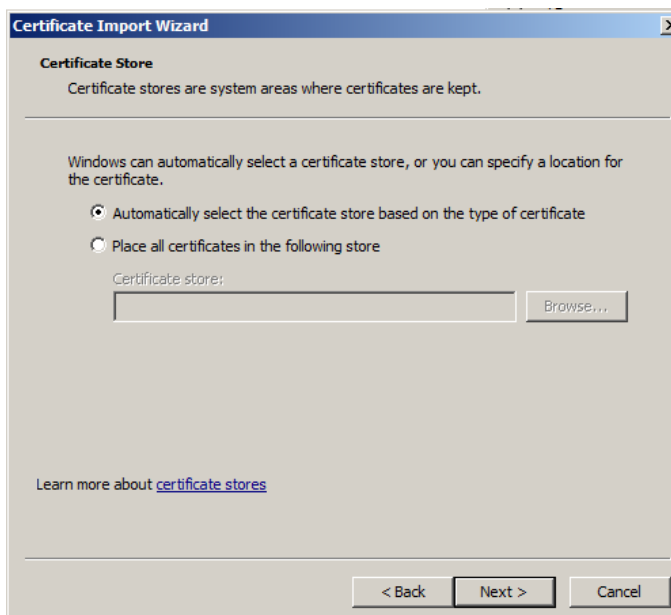 Certificate Import Wizard
Certificate Store
Certificate stores are system areas where certificates are kept.
Windows can automatically select a certificate store, or you can specify a location for
the certificate.
Automatically select the certificate store based on the type of certificate
Place all certificates in the following store
Certificate store:
Browse...
Learn more about certificate stores
< Back Next > Cancel